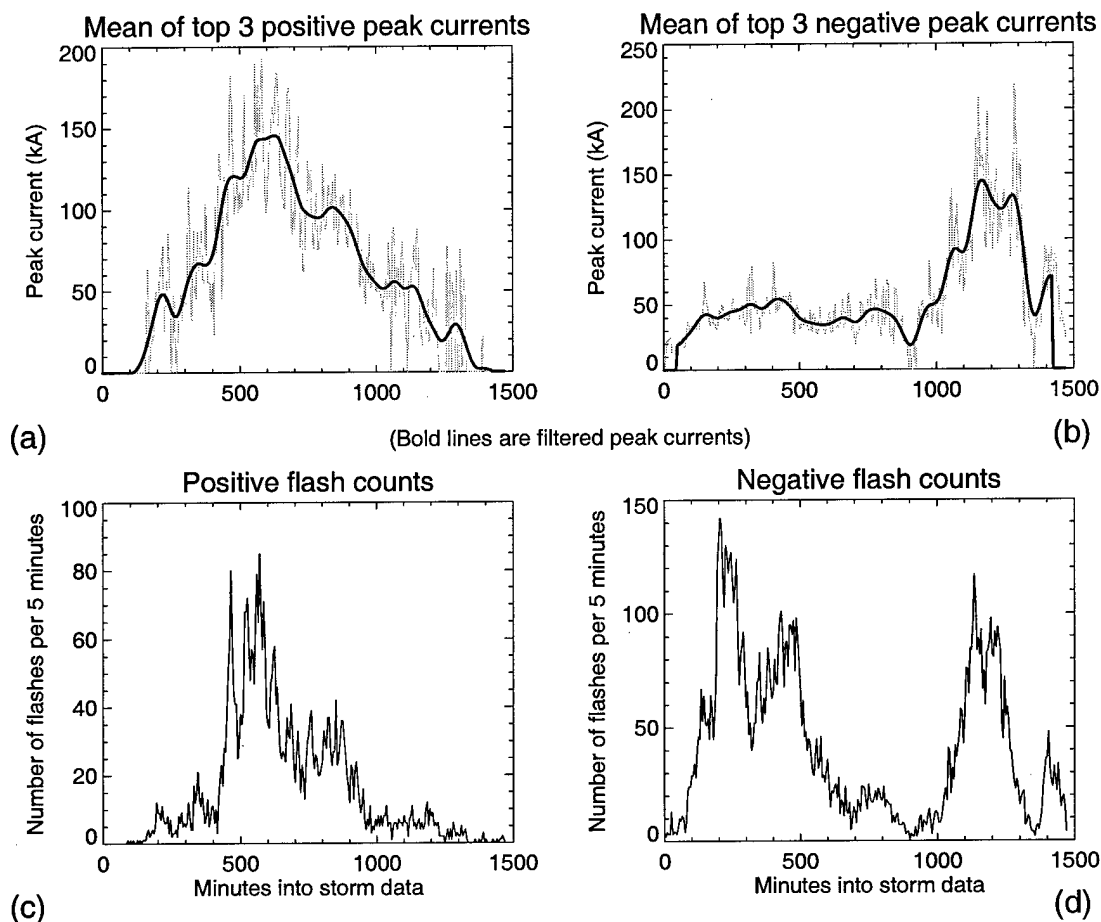 Mean of top 3 positive peak currents
Mean of top 3 negative peak currents
Peak current (kA)
200
150
100
50
0
0
500
1000
1500
Peak current (kA)
250
200
150
100
50
0
0
500
1000
1500
(a)
(Bold lines are filtered peak currents)
(b)
Positive flash counts
Negative flash counts
Number of flashes per 5 minutes
100
80
60
40
20
0
0
500
1000
1500
Minutes into storm data
Number of flashes per 5 minutes
150
100
50
0
0
500
1000
1500
Minutes into storm data
(c)
(d)